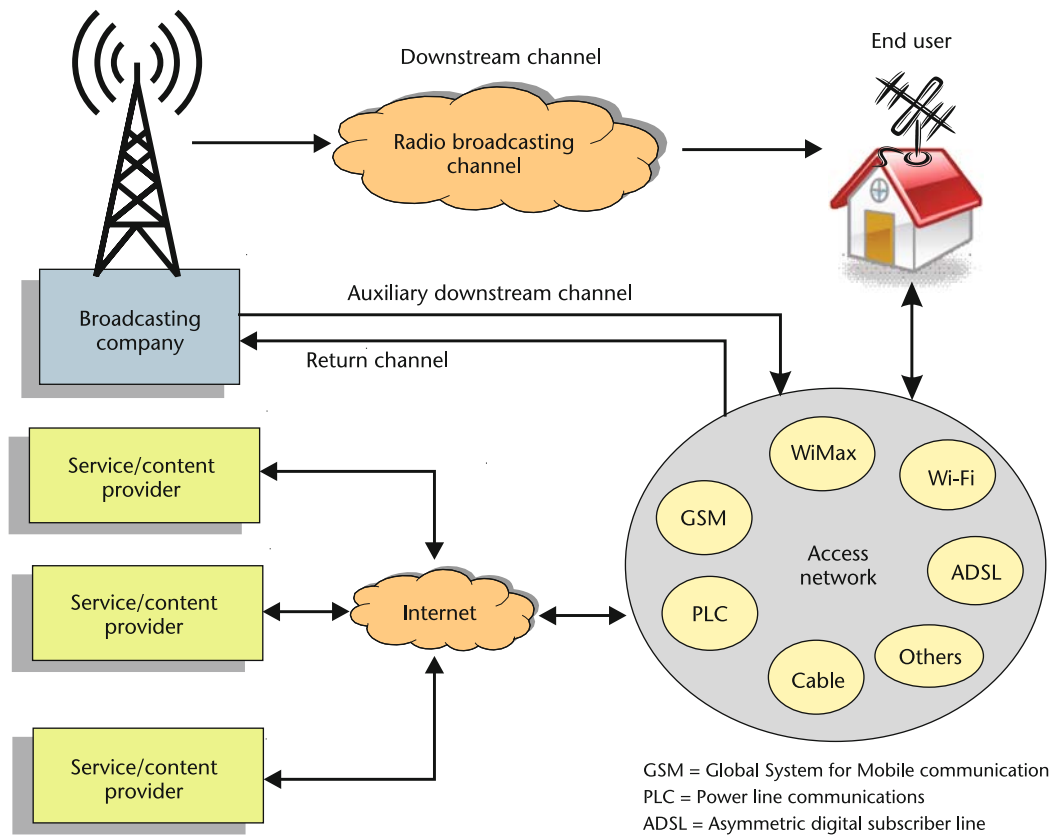 Downstream channel
End user
Radio broadcasting
channel
Broadcasting
company
Auxiliary downstream channel
Return channel
Service/content
provider
Service/content
provider
Service/content
provider
Internet
WiMax
Wi-Fi
GSM
Access
network
ADSL
PLC
Others
Cable
GSM = Global System for Mobile communication
PLC = Power line communications
ADSL = Asymmetric digital subscriber line